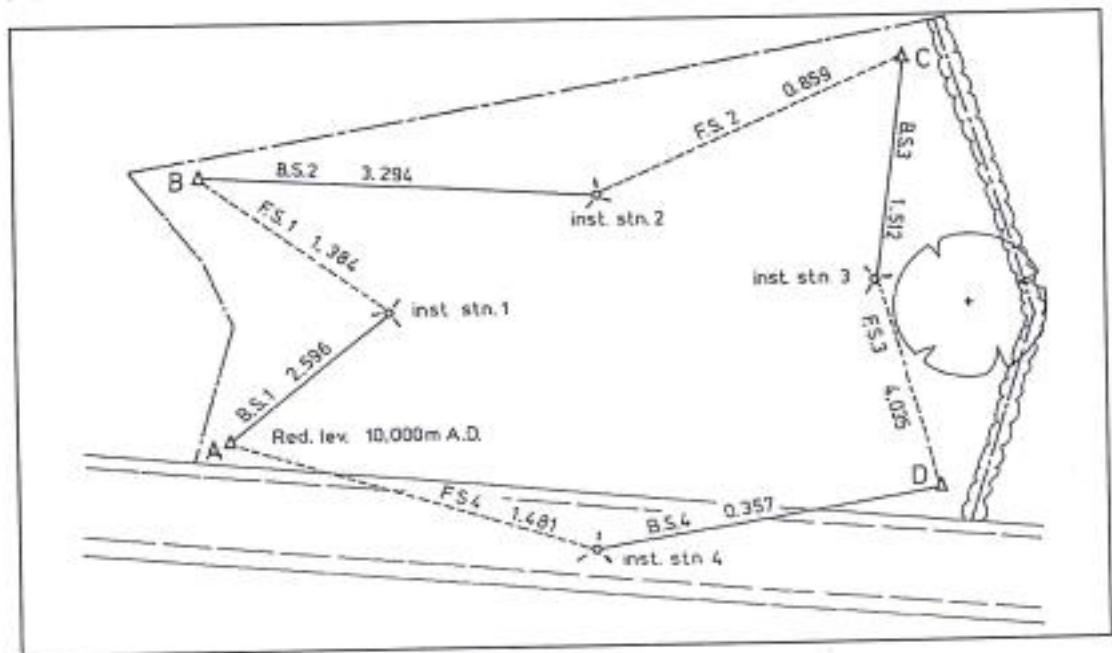 C
F.S. 2 0.859
B
B.S.2 3.294
B.S.3 1.512
inst. stn. 2
F.S.1 1.384
inst. stn 3
inst. stn. 1
F.S.3 4.035
B.S.1 2.596
A
Red. lev. 10.000m A.D.
D
F.S.4 1.481
B.S.4 0.357
inst. stn 4